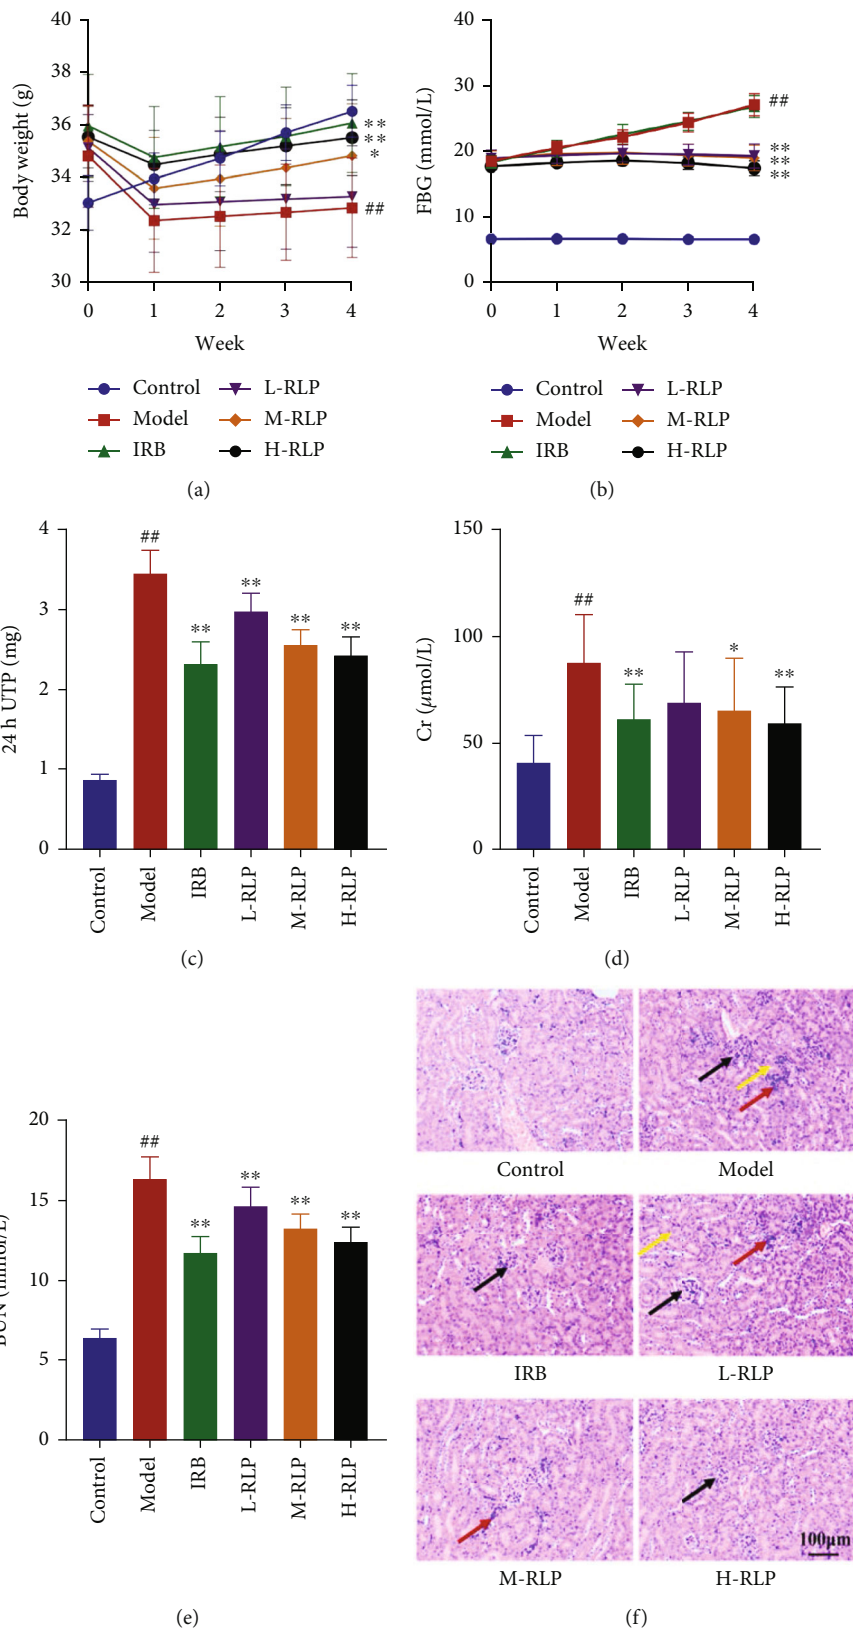 40
38
36
34
32
30
Body weight (g)
0 1 2 3 4
Week
**
**
*
##
Control
Model
IRB
L-RLP
M-RLP
H-RLP
(a)
40
30
20
10
0
FBG (mmol/L)
0 1 2 3 4
Week
##
**
**
**
Control
Model
IRB
L-RLP
M-RLP
H-RLP
(b)
4
3
2
1
0
24 h UTP (mg)
##
**
**
**
**
Control
Model
IRB
L-RLP
M-RLP
H-RLP
(c)
150
100
50
0
Cr (μmol/L)
##
**
*
**
Control
Model
IRB
L-RLP
M-RLP
H-RLP
(d)
20
15
10
5
0
BUN (mmol/L)
##
**
**
**
**
Control
Model
IRB
L-RLP
M-RLP
H-RLP
(e)
Control
Model
IRB
L-RLP
100μm
M-RLP
H-RLP
(f)